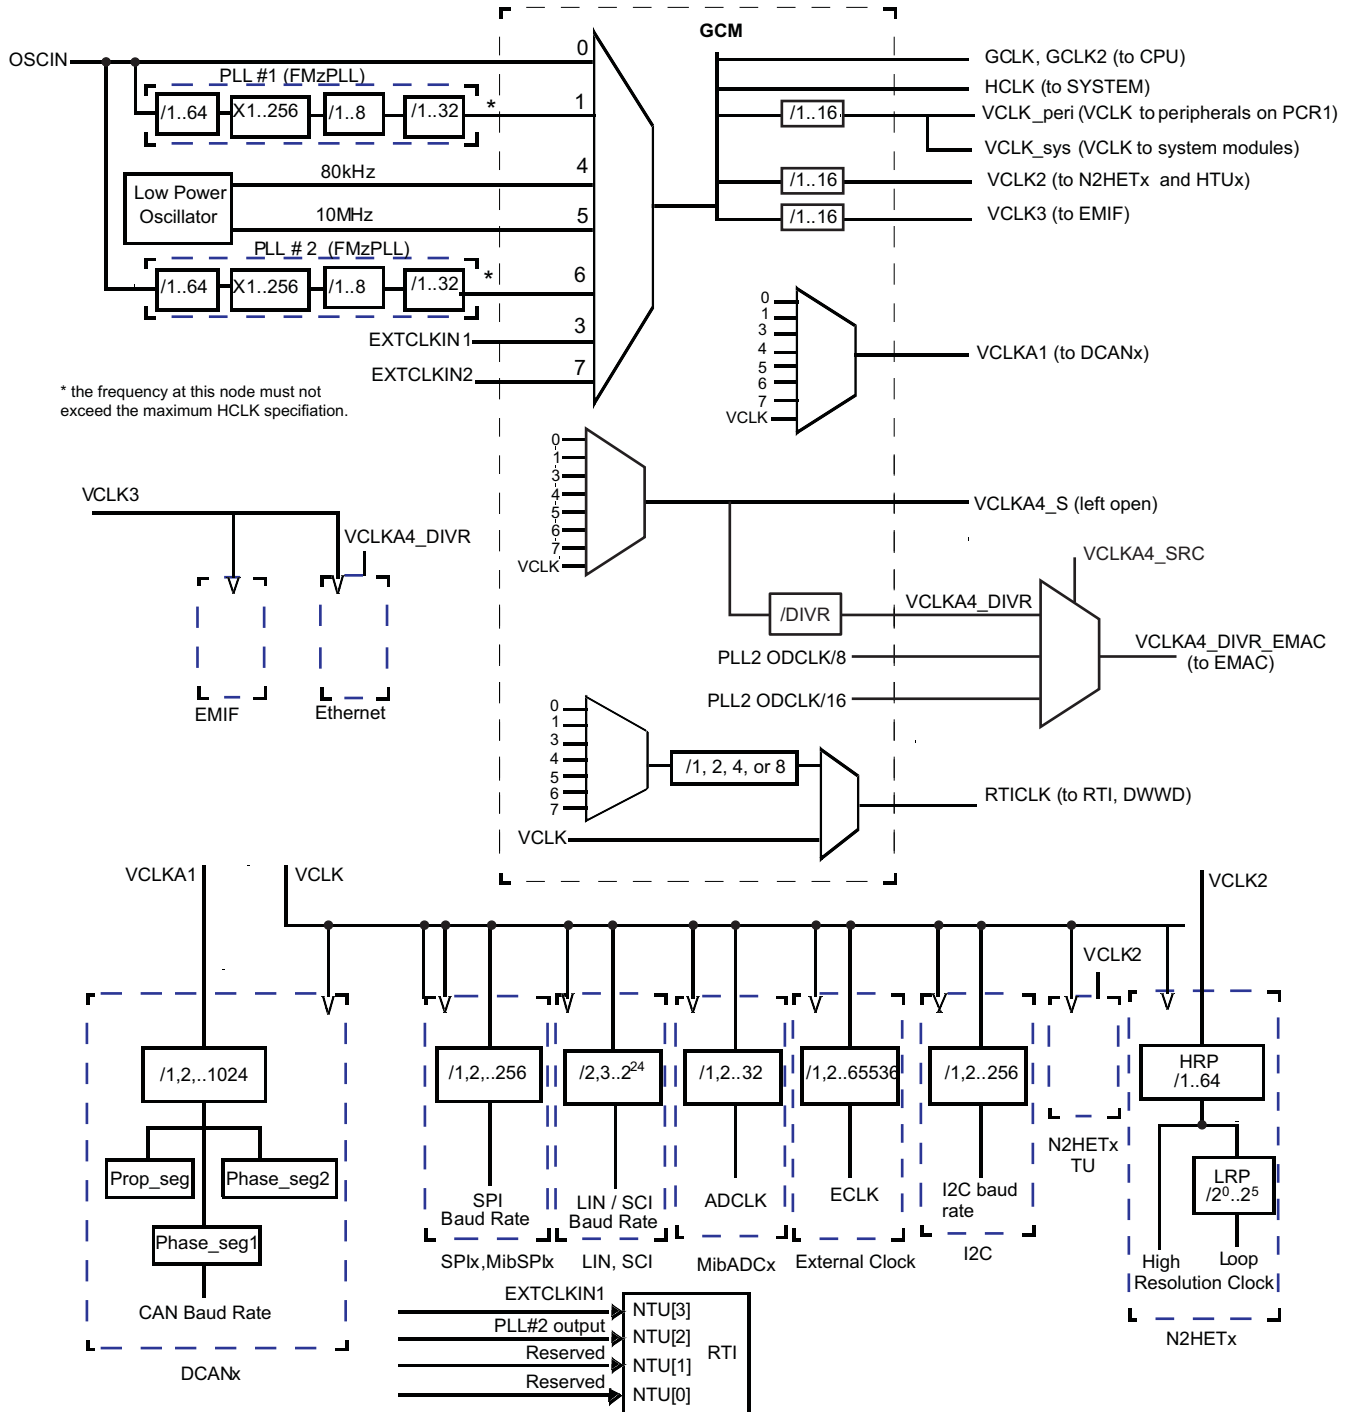 GCM
OSCIN
0
PLL #1 (FMzPLL)
/1..64
X1..256
/1..8
/1..32
*
1
80kHz
4
Low Power
Oscillator
10MHz
5
PLL # 2 (FMzPLL)
/1..64
X1..256
/1..8
/1..32
*
6
EXTCLKIN1
3
EXTCLKIN2
7
* the frequency at this node must not
exceed the maximum HCLK specifiation.
GCLK, GCLK2 (to CPU)
HCLK (to SYSTEM)
/1..16
VCLK_peri (VCLK to peripherals on PCR1)
VCLK_sys (VCLK to system modules)
/1..16
VCLK2 (to N2HETx and HTUx)
/1..16
VCLK3 (to EMIF)
0
1
3
4
5
6
7
VCLK
VCLKA1 (to DCANx)
0
1
3
4
5
6
7
VCLK
VCLKA4_S (left open)
VCLKA4_SRC
/DIVR
VCLKA4_DIVR
PLL2 ODCLK/8
PLL2 ODCLK/16
VCLKA4_DIVR_EMAC
(to EMAC)
VCLK3
VCLKA4_DIVR
EMIF
Ethernet
0
1
3
4
5
6
7
/1, 2, 4, or 8
VCLK
RTICLK (to RTI, DWWD)
VCLKA1
VCLK
VCLK2
VCLK2
/1,2,..1024
Prop_seg
Phase_seg2
Phase_seg1
CAN Baud Rate
DCANx
/1,2,..256
SPI
Baud Rate
SPIx,MibSPIx
/2,3..2²⁴
LIN / SCI
Baud Rate
LIN, SCI
/1,2..32
ADCLK
MibADCx
/1,2..65536
ECLK
External Clock
/1,2..256
I2C baud
rate
I2C
N2HETx
TU
HRP
/1..64
LRP
/2⁰..2⁵
High
Loop
Resolution Clock
N2HETx
EXTCLKIN1
NTU[3]
PLL#2 output
NTU[2]
Reserved
NTU[1]
Reserved
NTU[0]
RTI